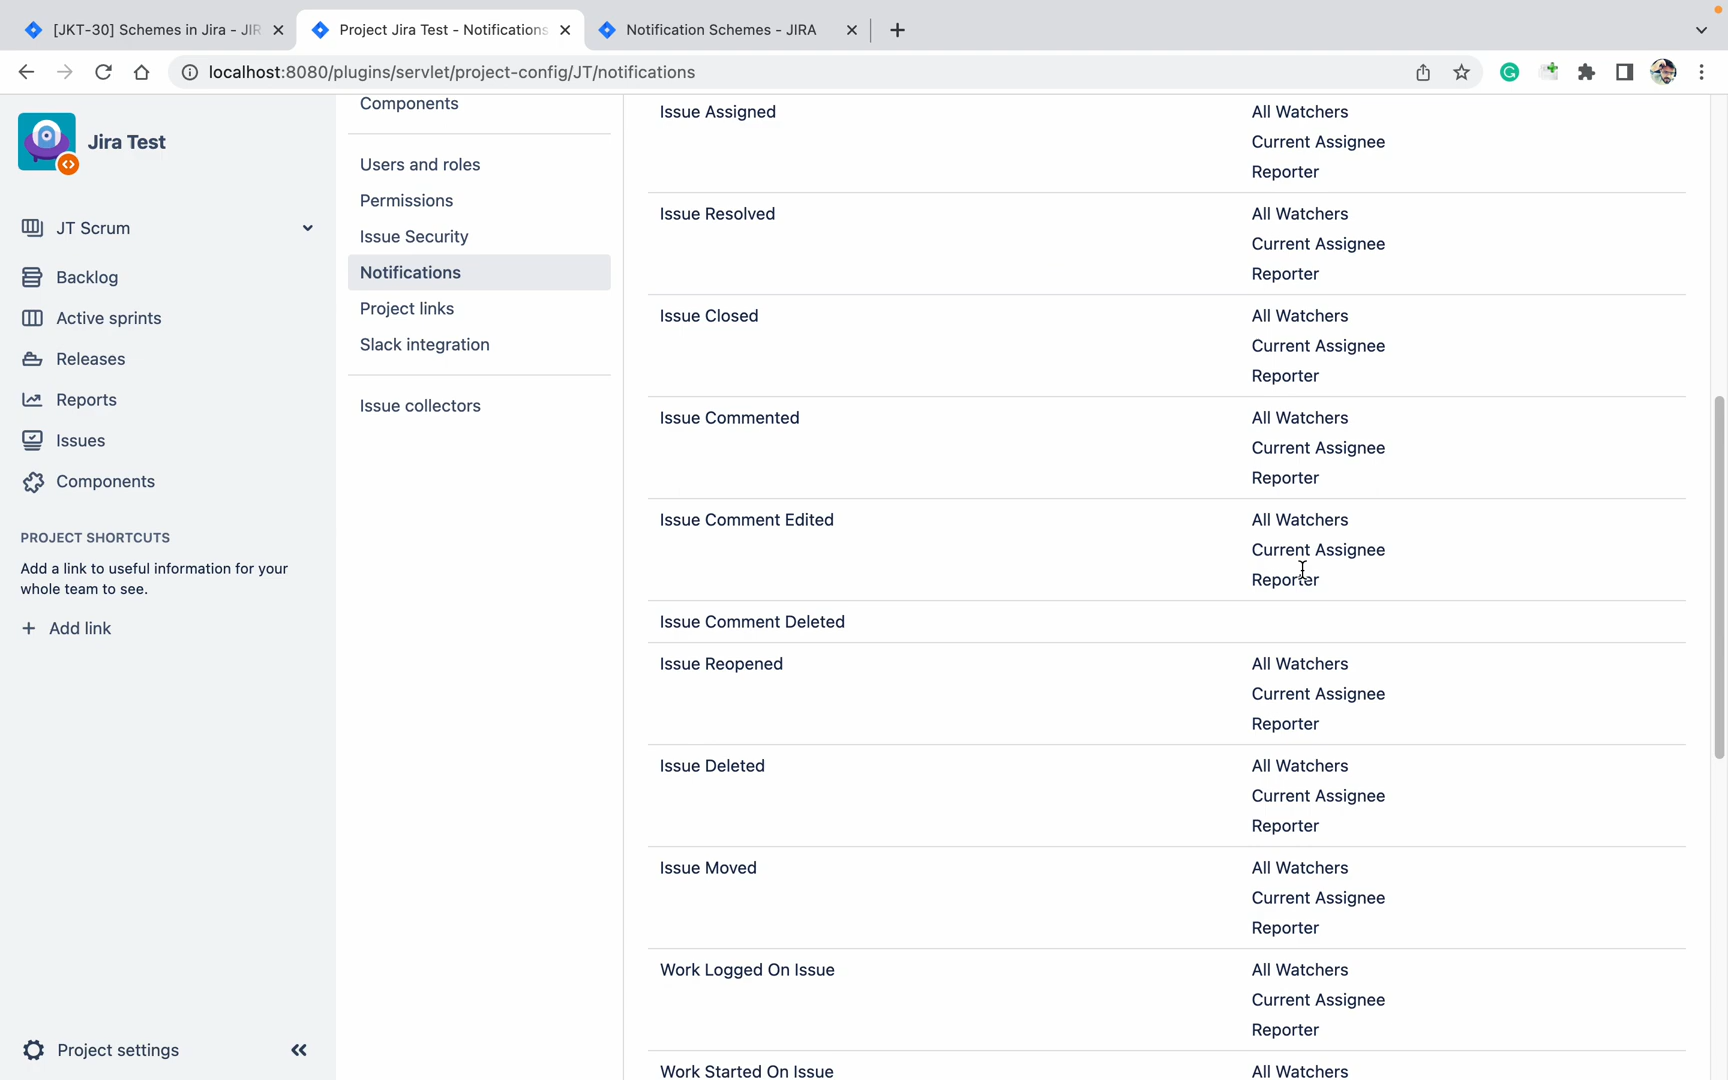 [JKT-30] Schemes in Jira - JIR
Project Jira Test - Notifications
Notification Schemes - JIRA
localhost:8080/plugins/servlet/project-config/JT/notifications
Jira Test
JT Scrum
Backlog
Active sprints
Releases
Reports
Issues
Components
PROJECT SHORTCUTS
Add a link to useful information for your
whole team to see.
+ Add link
Project settings
Components
Users and roles
Permissions
Issue Security
Notifications
Project links
Slack integration
Issue collectors
Issue Assigned
All Watchers
Current Assignee
Reporter
Issue Resolved
All Watchers
Current Assignee
Reporter
Issue Closed
All Watchers
Current Assignee
Reporter
Issue Commented
All Watchers
Current Assignee
Reporter
Issue Comment Edited
All Watchers
Current Assignee
Reporter
Issue Comment Deleted
Issue Reopened
All Watchers
Current Assignee
Reporter
Issue Deleted
All Watchers
Current Assignee
Reporter
Issue Moved
All Watchers
Current Assignee
Reporter
Work Logged On Issue
All Watchers
Current Assignee
Reporter
Work Started On Issue
All Watchers